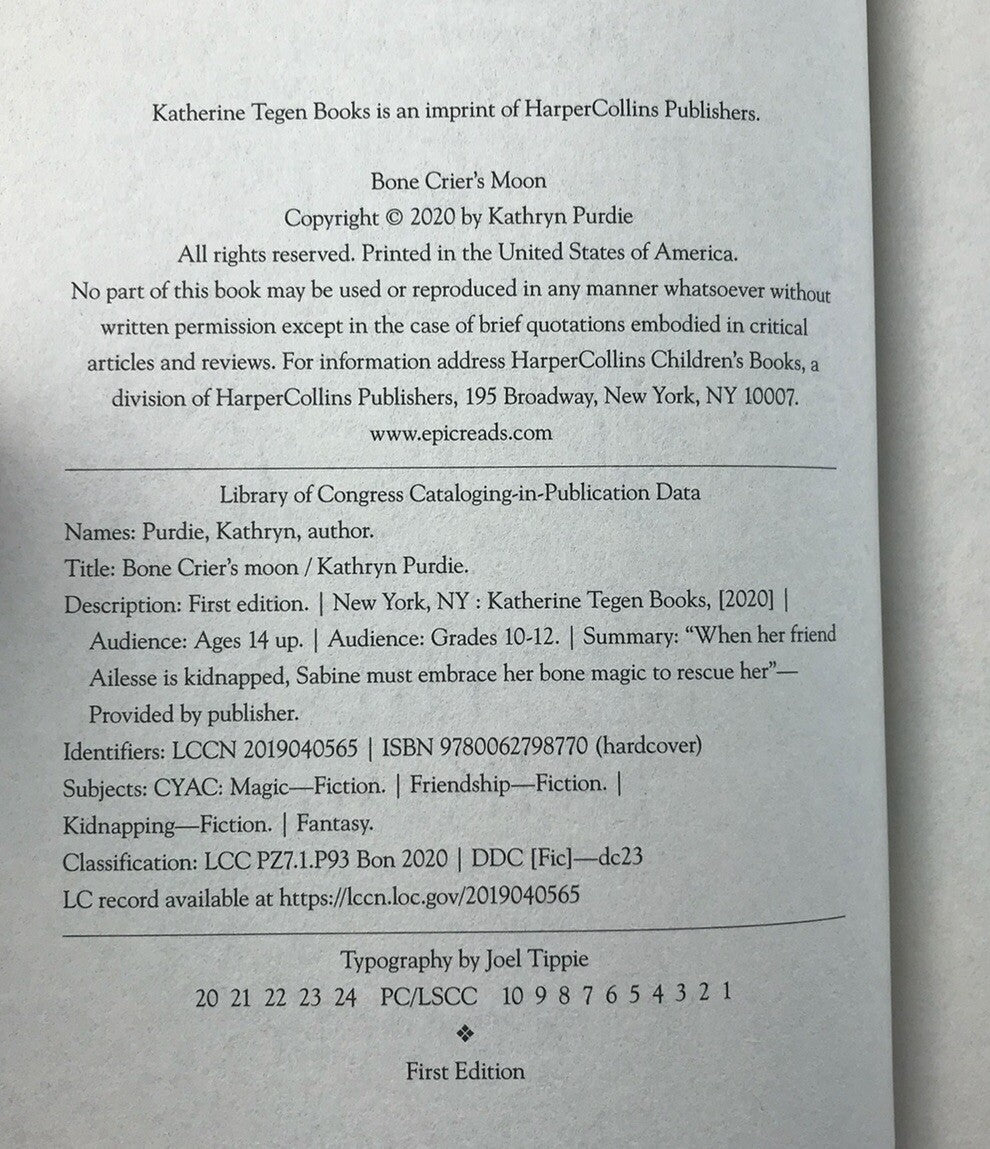 Katherine Tegen Books is an imprint of HarperCollins Publishers.
Bone Crier's Moon
Copyright © 2020 by Kathryn Purdie
All rights reserved. Printed in the United States of America.
No part of this book may be used or reproduced in any manner whatsoever without
written permission except in the case of brief quotations embodied in critical
articles and reviews. For information address HarperCollins Children's Books, a
division of HarperCollins Publishers, 195 Broadway, New York, NY 10007.
www.epicreads.com
Library of Congress Cataloging-in-Publication Data
Names: Purdie, Kathryn, author.
Title: Bone Crier's moon / Kathryn Purdie.
Description: First edition. | New York, NY : Katherine Tegen Books, [2020] |
Audience: Ages 14 up. | Audience: Grades 10-12. | Summary: “When her friend
Ailesse is kidnapped, Sabine must embrace her bone magic to rescue her”—
Provided by publisher.
Identifiers: LCCN 2019040565 | ISBN 9780062798770 (hardcover)
Subjects: CYAC: Magic—Fiction. | Friendship—Fiction. |
Kidnapping—Fiction. | Fantasy.
Classification: LCC PZ7.1.P93 Bon 2020 | DDC [Fic]—dc23
LC record available at https://lccn.loc.gov/2019040565
Typography by Joel Tippie
20 21 22 23 24 PC/LSCC 10 9 8 7 6 5 4 3 2 1
❖
First Edition